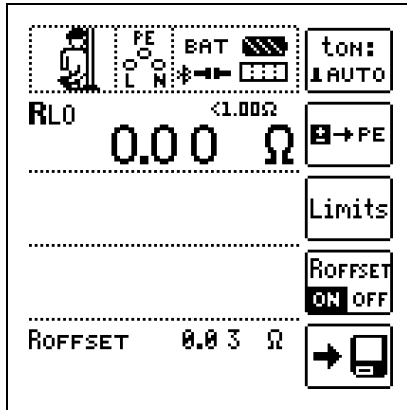 PE
L N
BAT
tON:
AUTO
RLO
<1.00Ω
0.00 Ω
→ PE
Limits
ROFFSET
ON OFF
ROFFSET 0.03 Ω